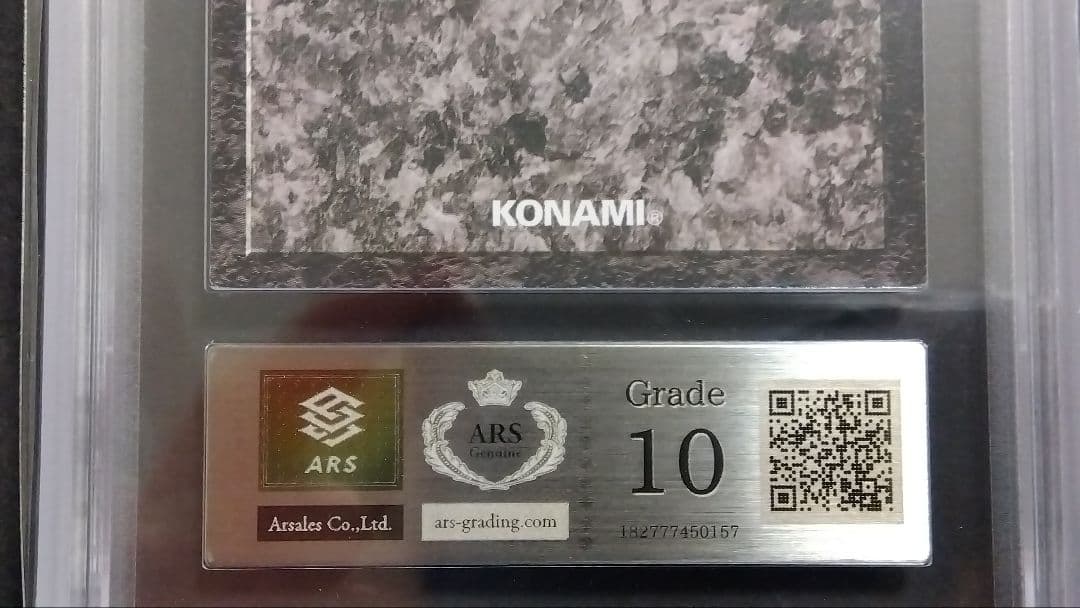 KONAMI®
ARS
Arsales Co.,Ltd.
ARS
Genuine
ars-grading.com
Grade
10
182777450157